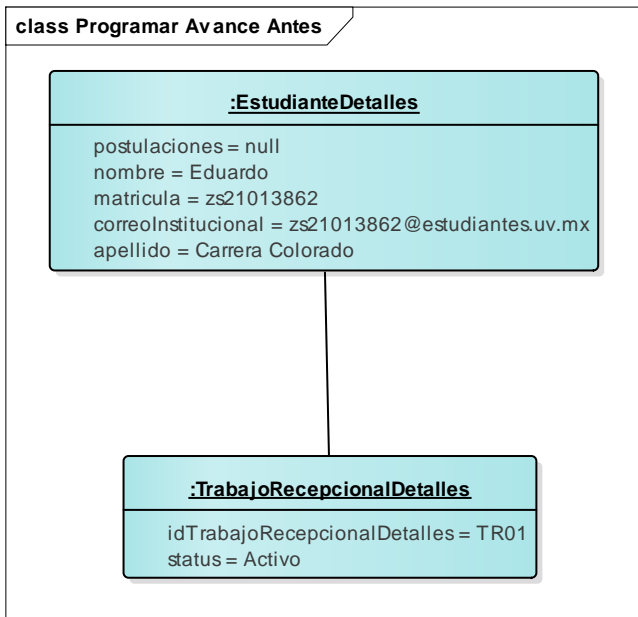 class Programar Avance Antes
:EstudianteDetalles
postulaciones = null
nombre = Eduardo
matricula = zs21013862
correoInstitucional = zs21013862@estudiantes.uv.mx
apellido = Carrera Colorado
:TrabajoRecepcionalDetalles
idTrabajoRecepcionalDetalles = TR01
status = Activo